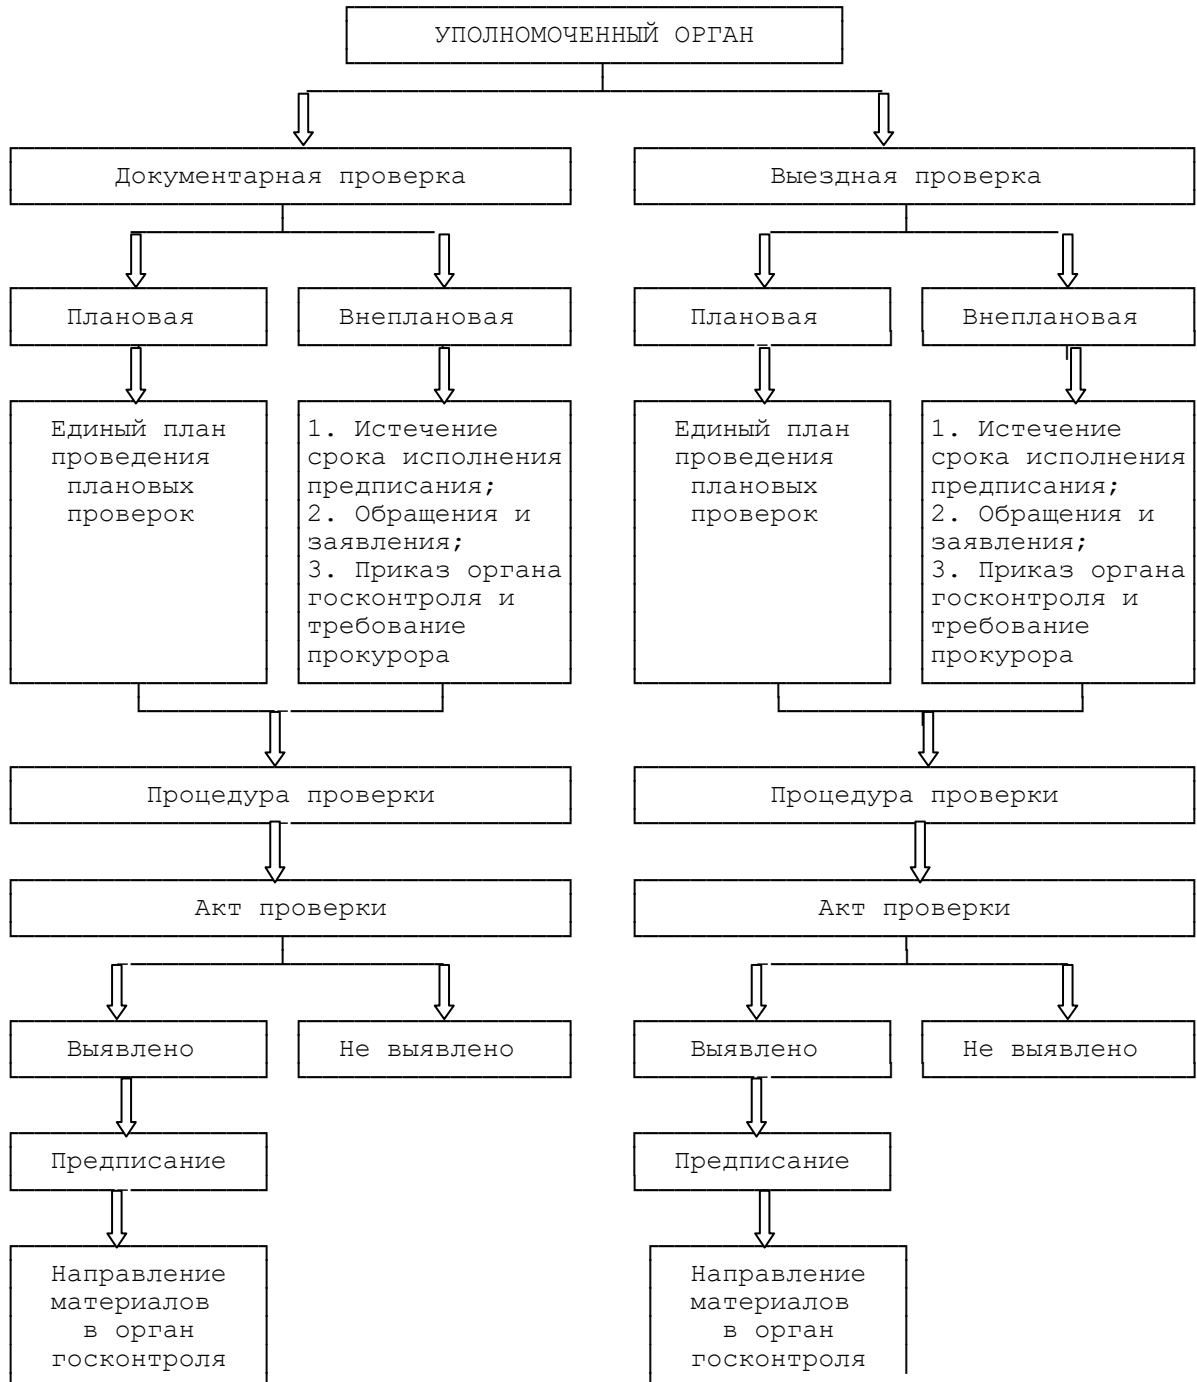 УПОЛНОМОЧЕННЫЙ ОРГАН
Документарная проверка
Выездная проверка
Плановая
Внеплановая
Плановая
Внеплановая
Единый план
проведения
плановых
проверок
1. Истечение
срока исполнения
предписания;
2. Обращения и
заявления;
3. Приказ органа
госконтроля и
требование
прокурора
Единый план
проведения
плановых
проверок
1. Истечение
срока исполнения
предписания;
2. Обращения и
заявления;
3. Приказ органа
госконтроля и
требование
прокурора
Процедура проверки
Процедура проверки
Акт проверки
Акт проверки
Выявлено
Не выявлено
Выявлено
Не выявлено
Предписание
Предписание
Направление
материалов
в орган
госконтроля
Направление
материалов
в орган
госконтроля